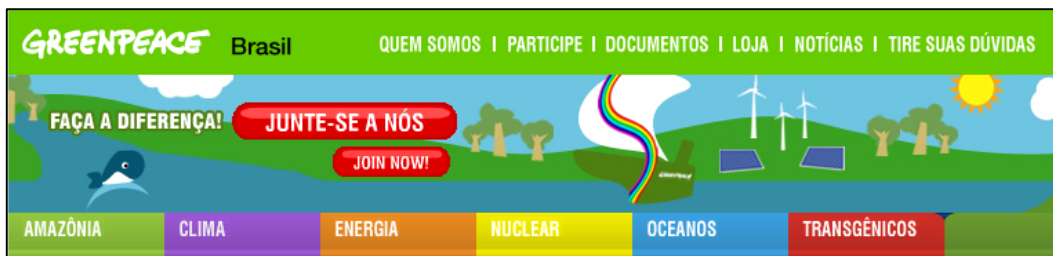 GREENPEACE Brasil
QUEM SOMOS | PARTICIPE | DOCUMENTOS | LOJA | NOTÍCIAS | TIRE SUAS DÚVIDAS
FAÇA A DIFERENÇA! JUNTE-SE A NÓS
JOIN NOW!
GREENPEACE
AMAZÔNIA CLIMA ENERGIA NUCLEAR OCEANOS TRANSGÊNICOS